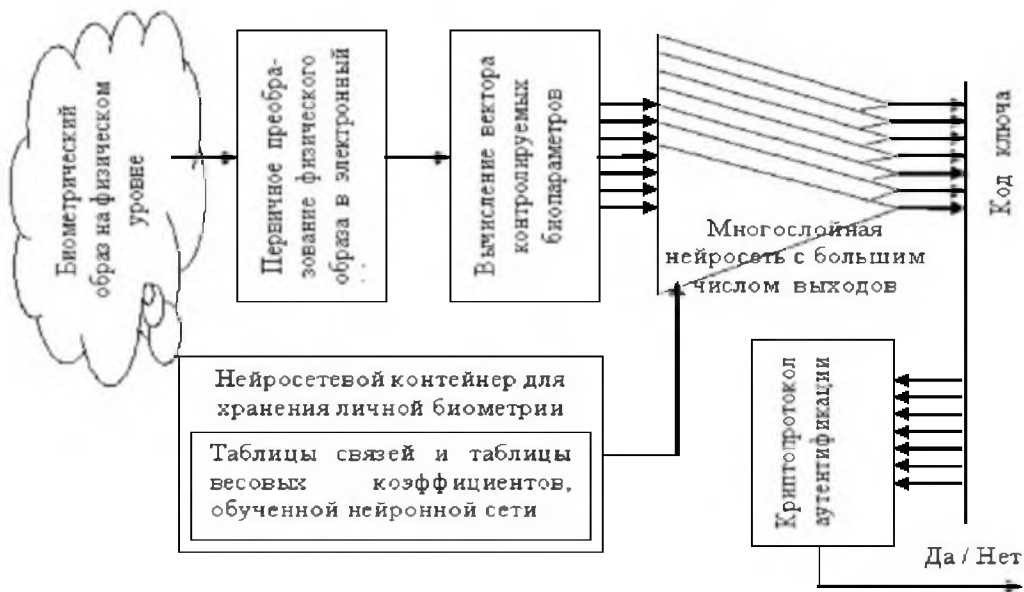 Биометрический
образ на физическом
уровне
Первичное преобра-
зование физического
образа в электронный
Вычисление вектора
контролируемых
биопараметров
Многослойная
нейросеть с большим
числом выходов
Код ключа
Нейросетевой контейнер для
хранения личной биометрии
Таблицы связей и таблицы
весовых коэффициентов,
обученной нейронной сети
Криптопротокол
аутентификации
Да / Нет